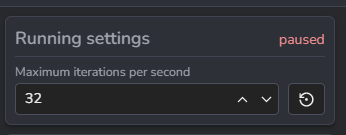 Running settings
paused
Maximum iterations per second
32